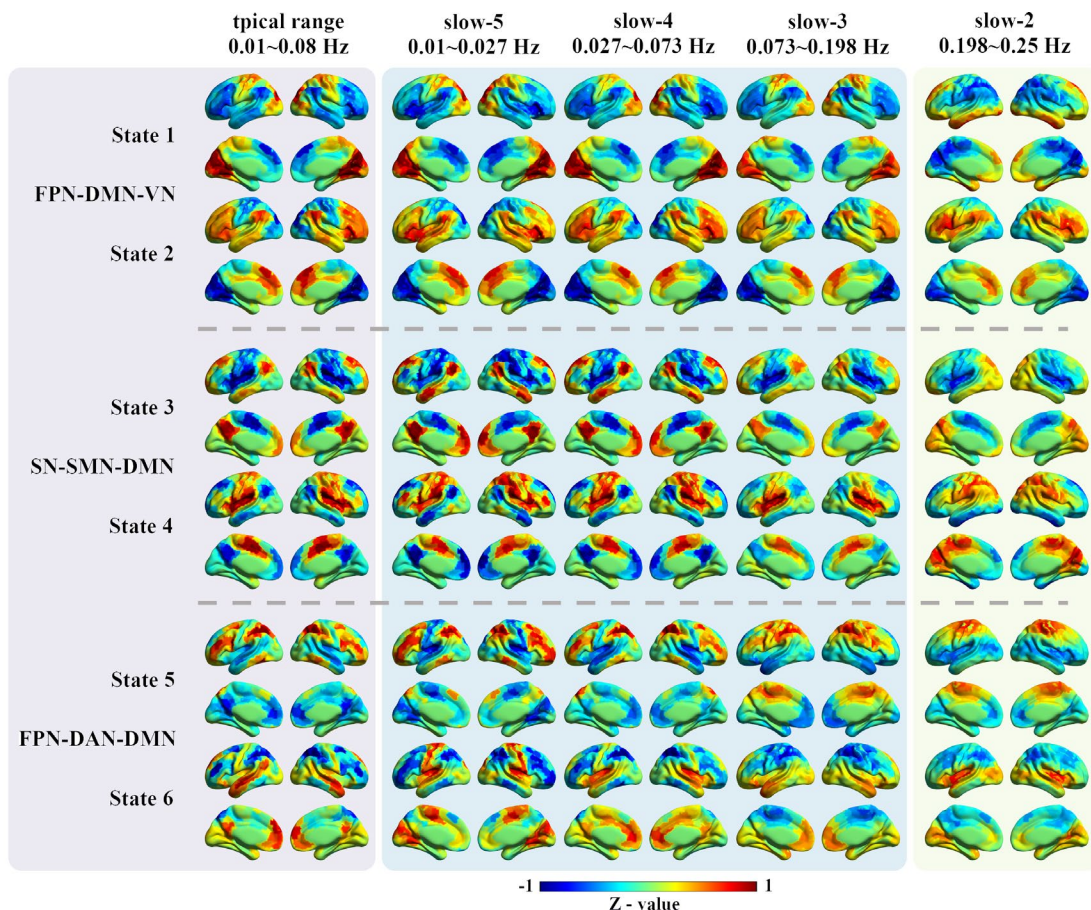 tpical range
0.01~0.08 Hz
slow-5
0.01~0.027 Hz
slow-4
0.027~0.073 Hz
slow-3
0.073~0.198 Hz
slow-2
0.198~0.25 Hz
State 1
FPN-DMN-VN
State 2
State 3
SN-SMN-DMN
State 4
State 5
FPN-DAN-DMN
State 6
-1 1
Z - value